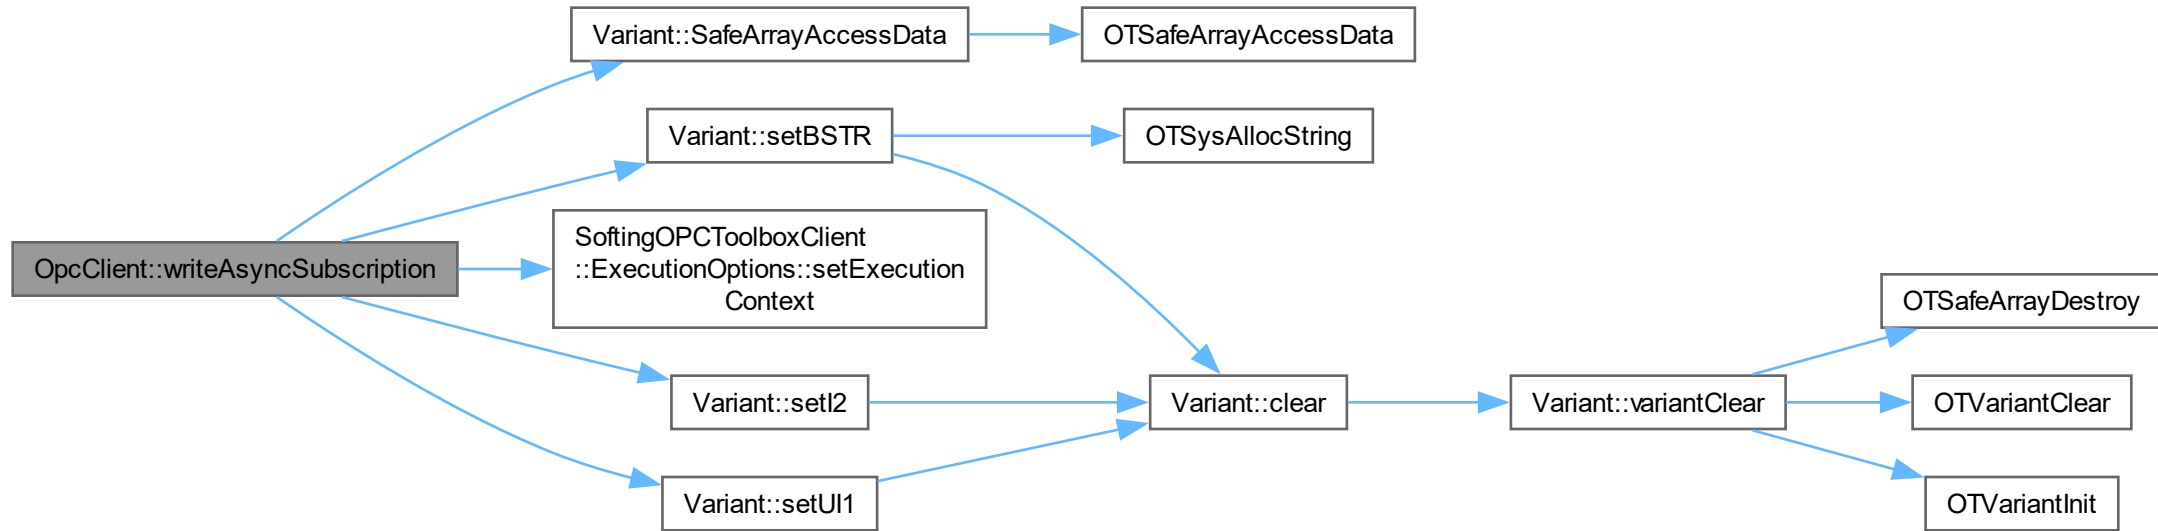 Variant::SafeArrayAccessData
OTSafeArrayAccessData
Variant::setBSTR
OTSysAllocString
OpcClient::writeAsyncSubscription
SoftingOPCToolboxClient
::ExecutionOptions::setExecution
Context
OTSafeArrayDestroy
Variant::setI2
Variant::clear
Variant::variantClear
OTVariantClear
Variant::setUI1
OTVariantInit